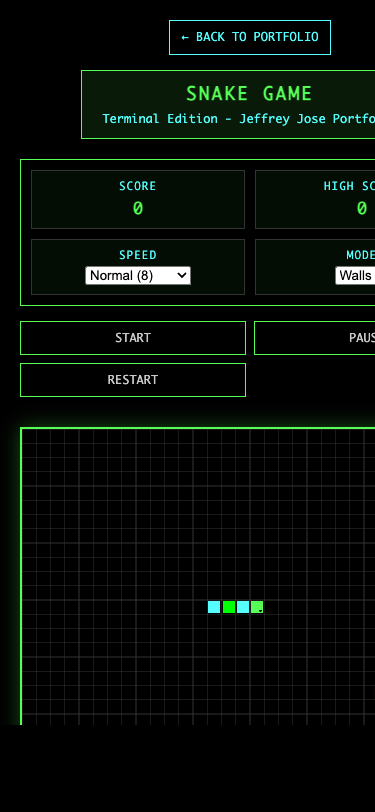 ← BACK TO PORTFOLIO
SNAKE GAME
Terminal Edition - Jeffrey Jose Portfo
SCORE
HIGH SC
0
0
SPEED
MODE
Normal (8)
Walls
START
PAUS
RESTART